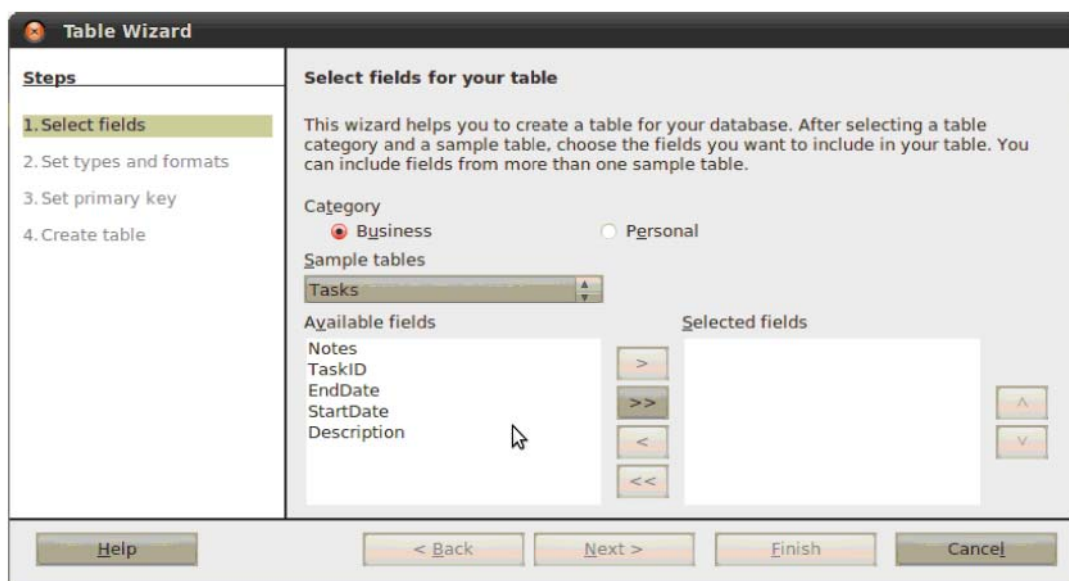 Table Wizard
Steps
1. Select fields
2. Set types and formats
3. Set primary key
4. Create table
Select fields for your table
This wizard helps you to create a table for your database. After selecting a table
category and a sample table, choose the fields you want to include in your table. You
can include fields from more than one sample table.
Category
Business
Personal
Sample tables
Tasks
Available fields
Selected fields
Notes
TaskID
EndDate
StartDate
Description
>
>>
<
<<
Help
< Back
Next >
Finish
Cancel